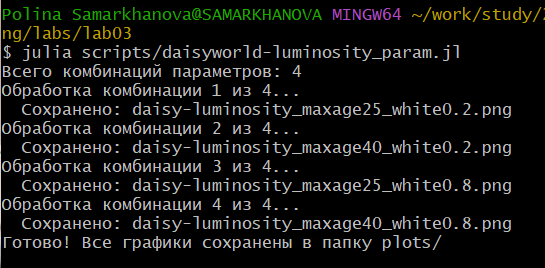 Polina Samarkhanova@SAMARKHANOVA MINGW64 ~/work/study/2
ng/labs/lab03
$ julia scripts/daisyworld-luminosity_param.jl
Всего комбинаций параметров: 4
Обработка комбинации 1 из 4...
  Сохранено: daisy-luminosity_maxage25_white0.2.png
Обработка комбинации 2 из 4...
  Сохранено: daisy-luminosity_maxage40_white0.2.png
Обработка комбинации 3 из 4...
  Сохранено: daisy-luminosity_maxage25_white0.8.png
Обработка комбинации 4 из 4...
  Сохранено: daisy-luminosity_maxage40_white0.8.png
Готово! Все графики сохранены в папку plots/